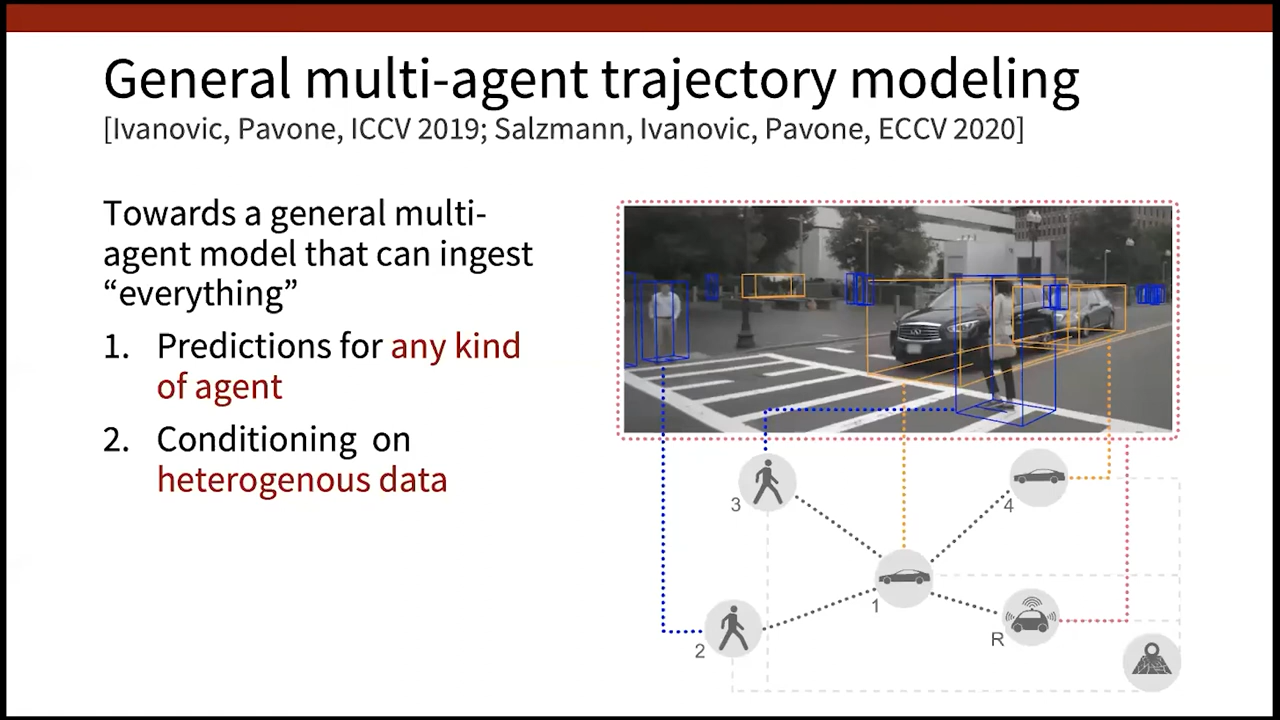 General multi-agent trajectory modeling
[Ivanovic, Pavone, ICCV 2019; Salzmann, Ivanovic, Pavone, ECCV 2020]
Towards a general multi-
agent model that can ingest
“everything”
1. Predictions for any kind
of agent
2. Conditioning on
heterogenous data
3
4
1
R
2